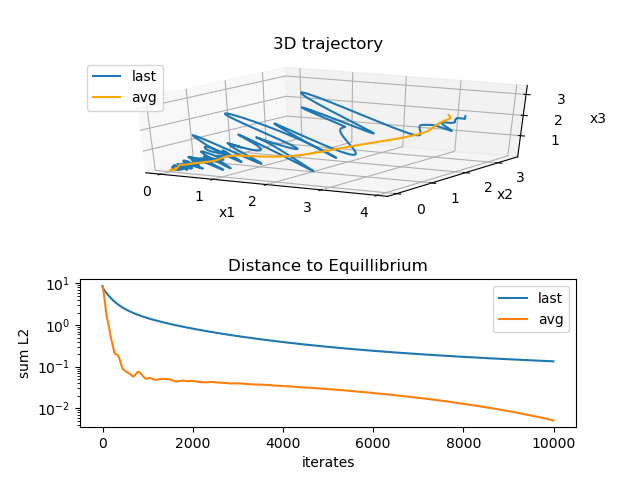 3D trajectory
last
avg
3
2
1
x3
0
1
2
3
4
x1
0
1
2
3
x2
Distance to Equillibrium
10^1
10^0
10^-1
10^-2
sum L2
last
avg
0
2000
4000
6000
8000
10000
iterates